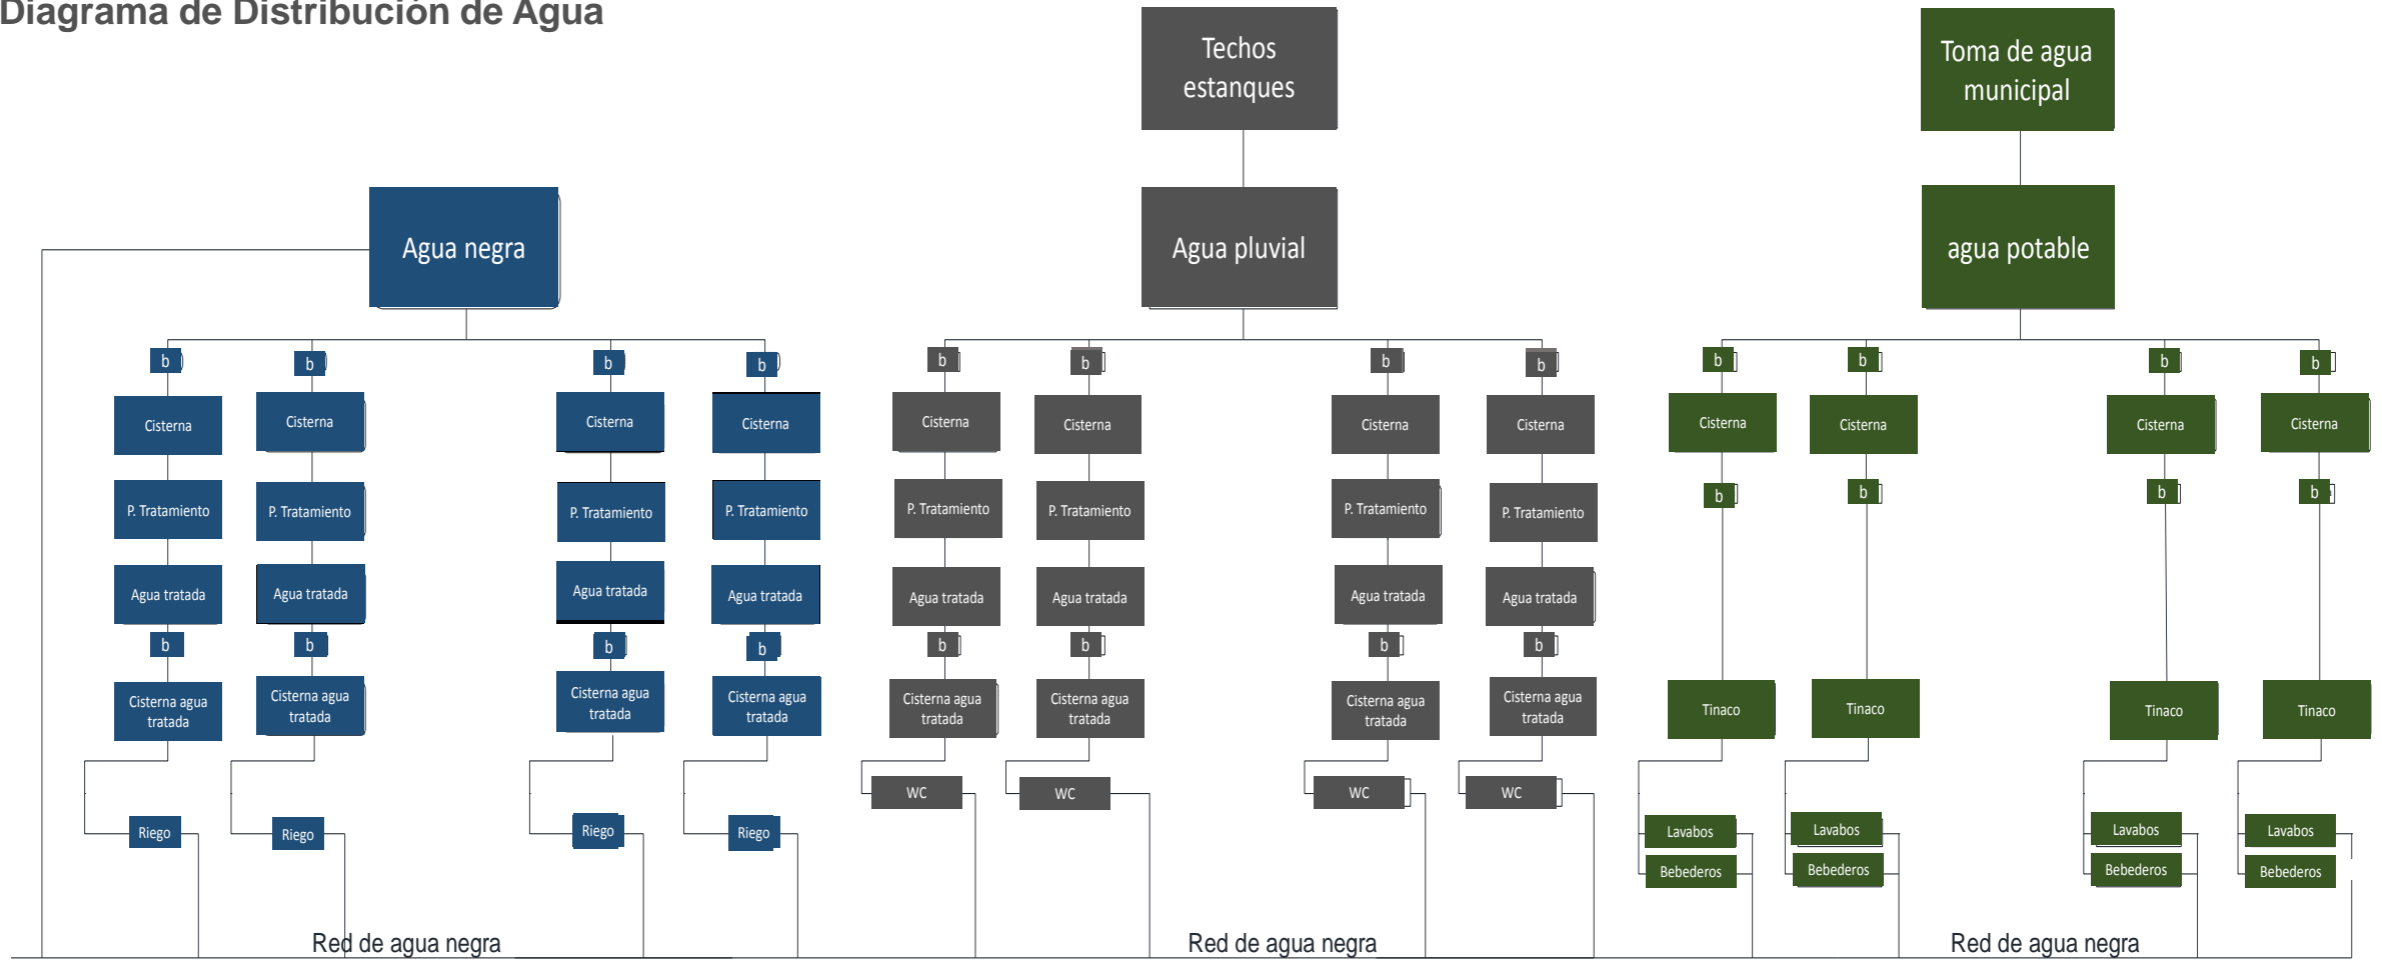 Diagrama de Distribución de Agua
Techos
estanques
Toma de agua
municipal
Agua negra
Agua pluvial
agua potable
b b b b b b b b b b b b
Cisterna Cisterna Cisterna Cisterna Cisterna Cisterna Cisterna Cisterna Cisterna Cisterna Cisterna Cisterna
b b b b
P. Tratamiento P. Tratamiento P. Tratamiento P. Tratamiento P. Tratamiento P. Tratamiento P. Tratamiento P. Tratamiento
Agua tratada Agua tratada Agua tratada Agua tratada Agua tratada Agua tratada Agua tratada Agua tratada
b b b b b b b b
Cisterna agua Cisterna agua Cisterna agua Cisterna agua Cisterna agua Cisterna agua Cisterna agua Cisterna agua
tratada tratada tratada tratada tratada tratada tratada tratada
Tinaco Tinaco Tinaco Tinaco
WC WC WC WC
Riego Riego Riego Riego Lavabos Lavabos Lavabos Lavabos
Bebederos Bebederos Bebederos Bebederos
Red de agua negra Red de agua negra Red de agua negra